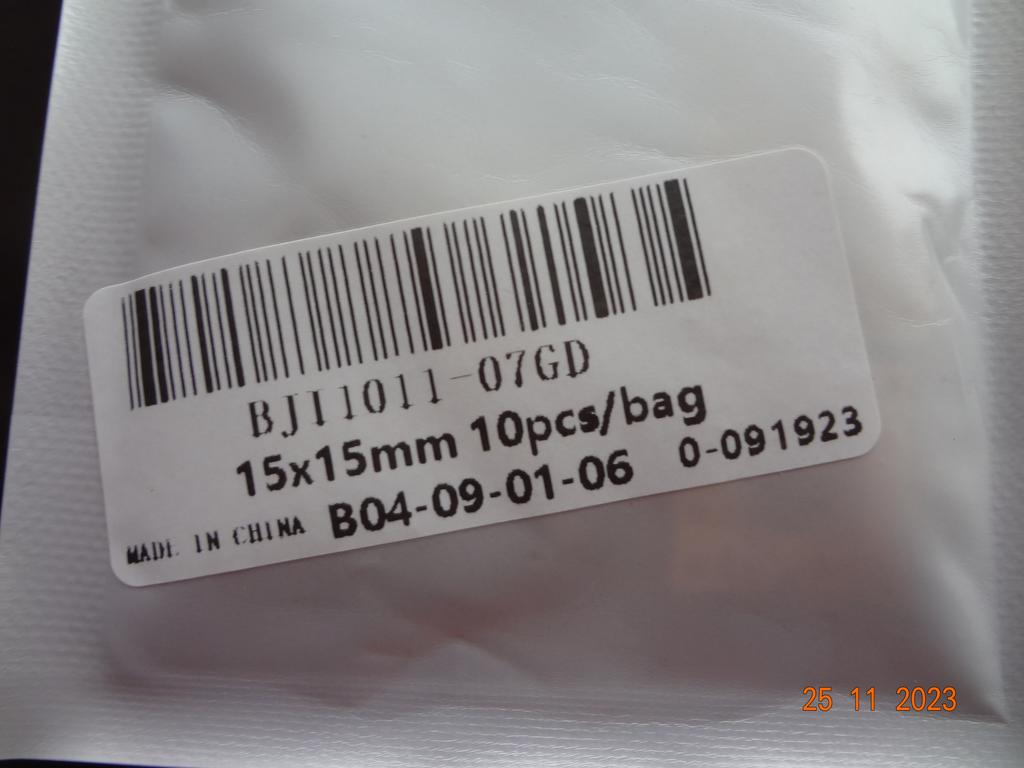 BJI1011-07GD
15x15mm 10pcs/bag
MADE IN CHINA B04-09-01-06 0-091923
25 11 2023